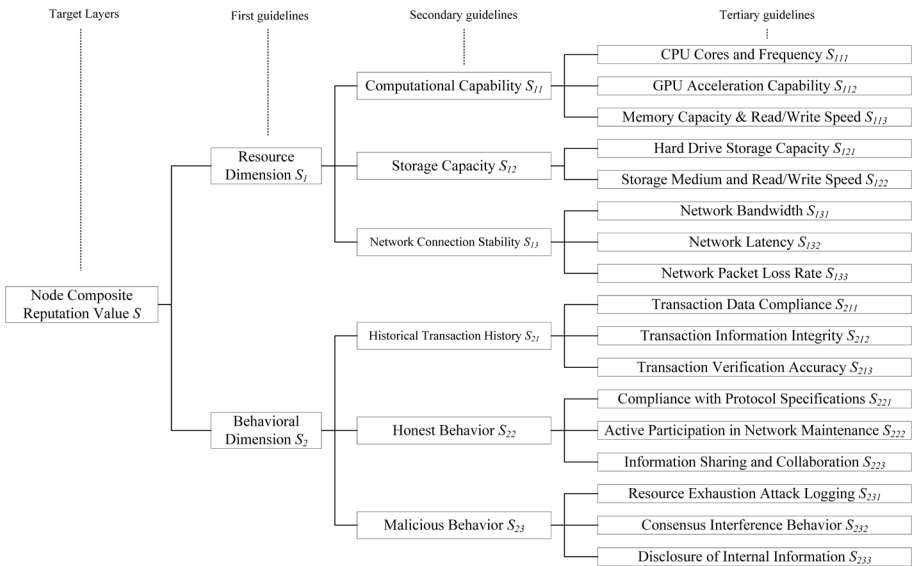 Target Layers
First guidelines
Secondary guidelines
Tertiary guidelines
Node Composite
Reputation Value S
Resource
Dimension S1
Computational Capability S11
CPU Cores and Frequency S111
GPU Acceleration Capability S112
Memory Capacity & Read/Write Speed S113
Storage Capacity S12
Hard Drive Storage Capacity S121
Storage Medium and Read/Write Speed S122
Network Connection Stability S13
Network Bandwidth S131
Network Latency S132
Network Packet Loss Rate S133
Behavioral
Dimension S2
Historical Transaction History S21
Transaction Data Compliance S211
Transaction Information Integrity S212
Transaction Verification Accuracy S213
Honest Behavior S22
Compliance with Protocol Specifications S221
Active Participation in Network Maintenance S222
Information Sharing and Collaboration S223
Malicious Behavior S23
Resource Exhaustion Attack Logging S231
Consensus Interference Behavior S232
Disclosure of Internal Information S233